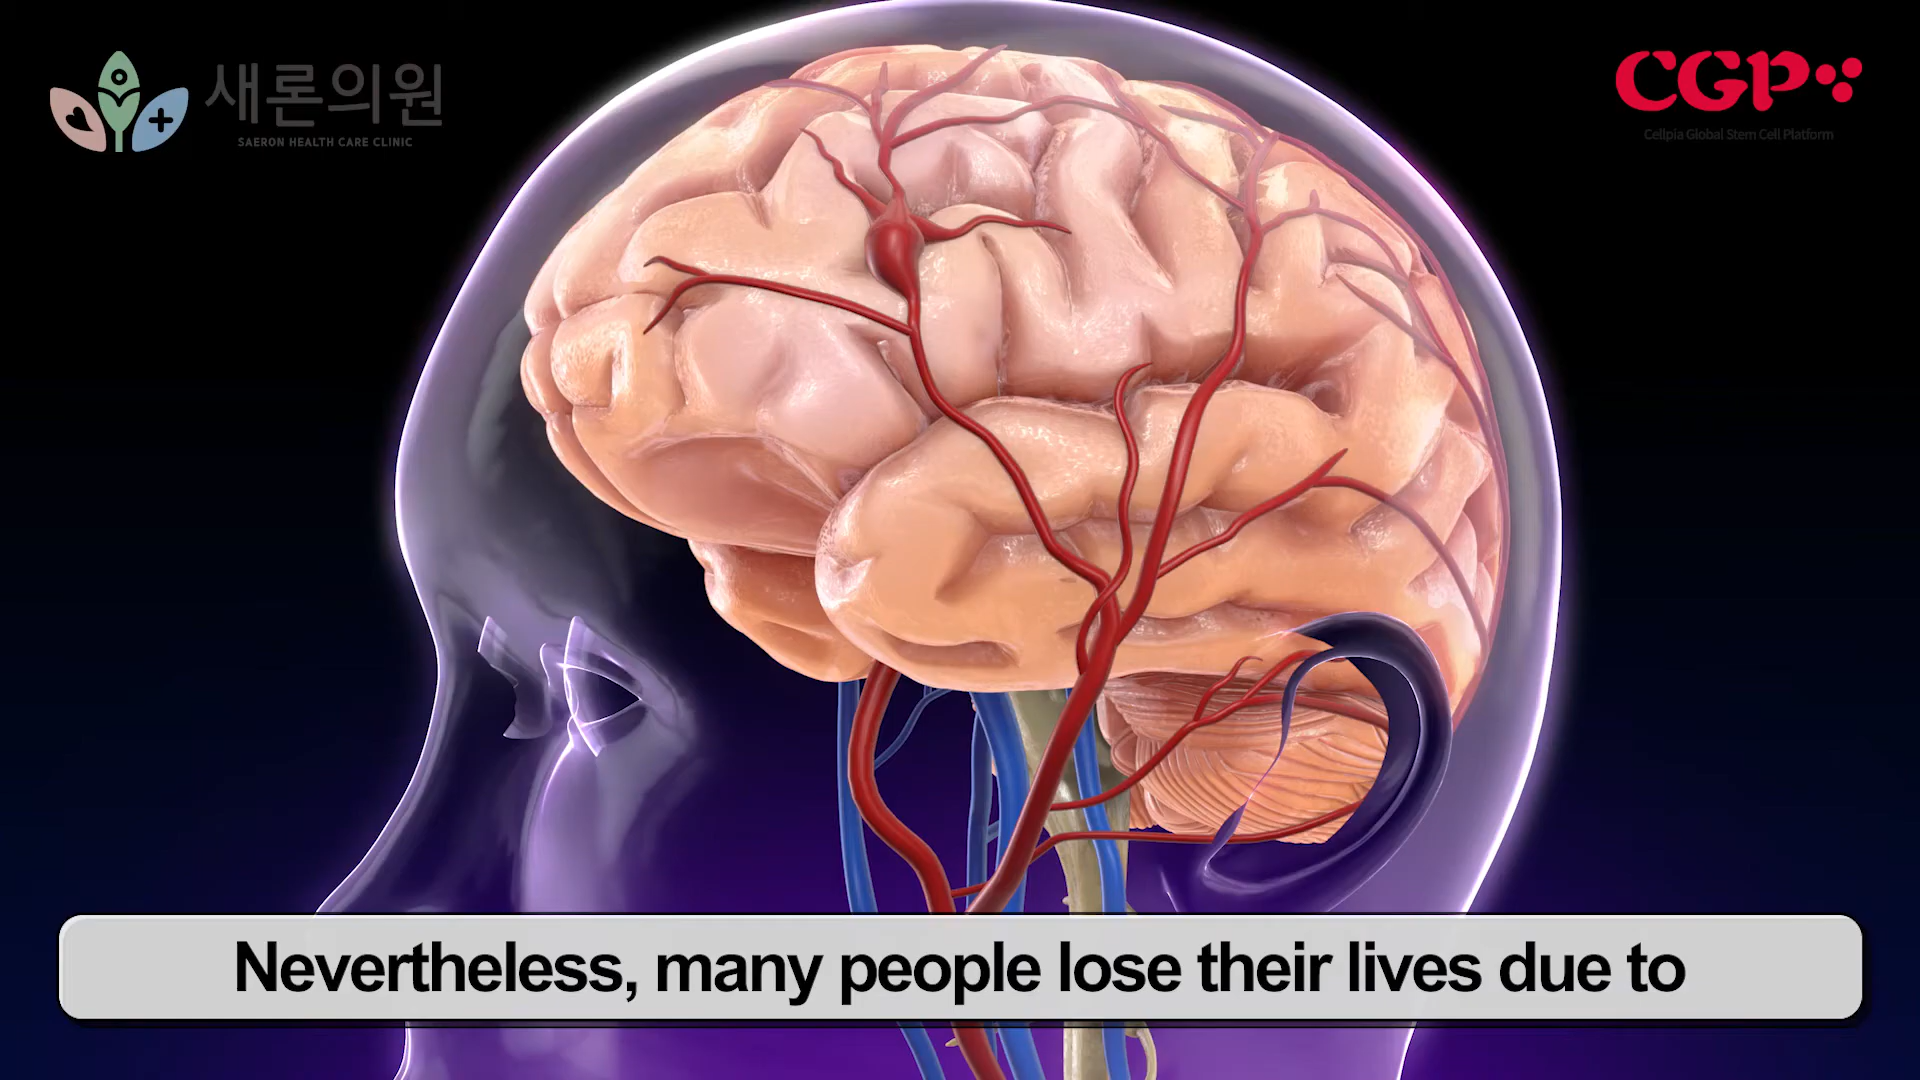 새론의원
SAERON HEALTH CARE CLINIC
CGP
Cellpia Global Stem Cell Platform
Nevertheless, many people lose their lives due to